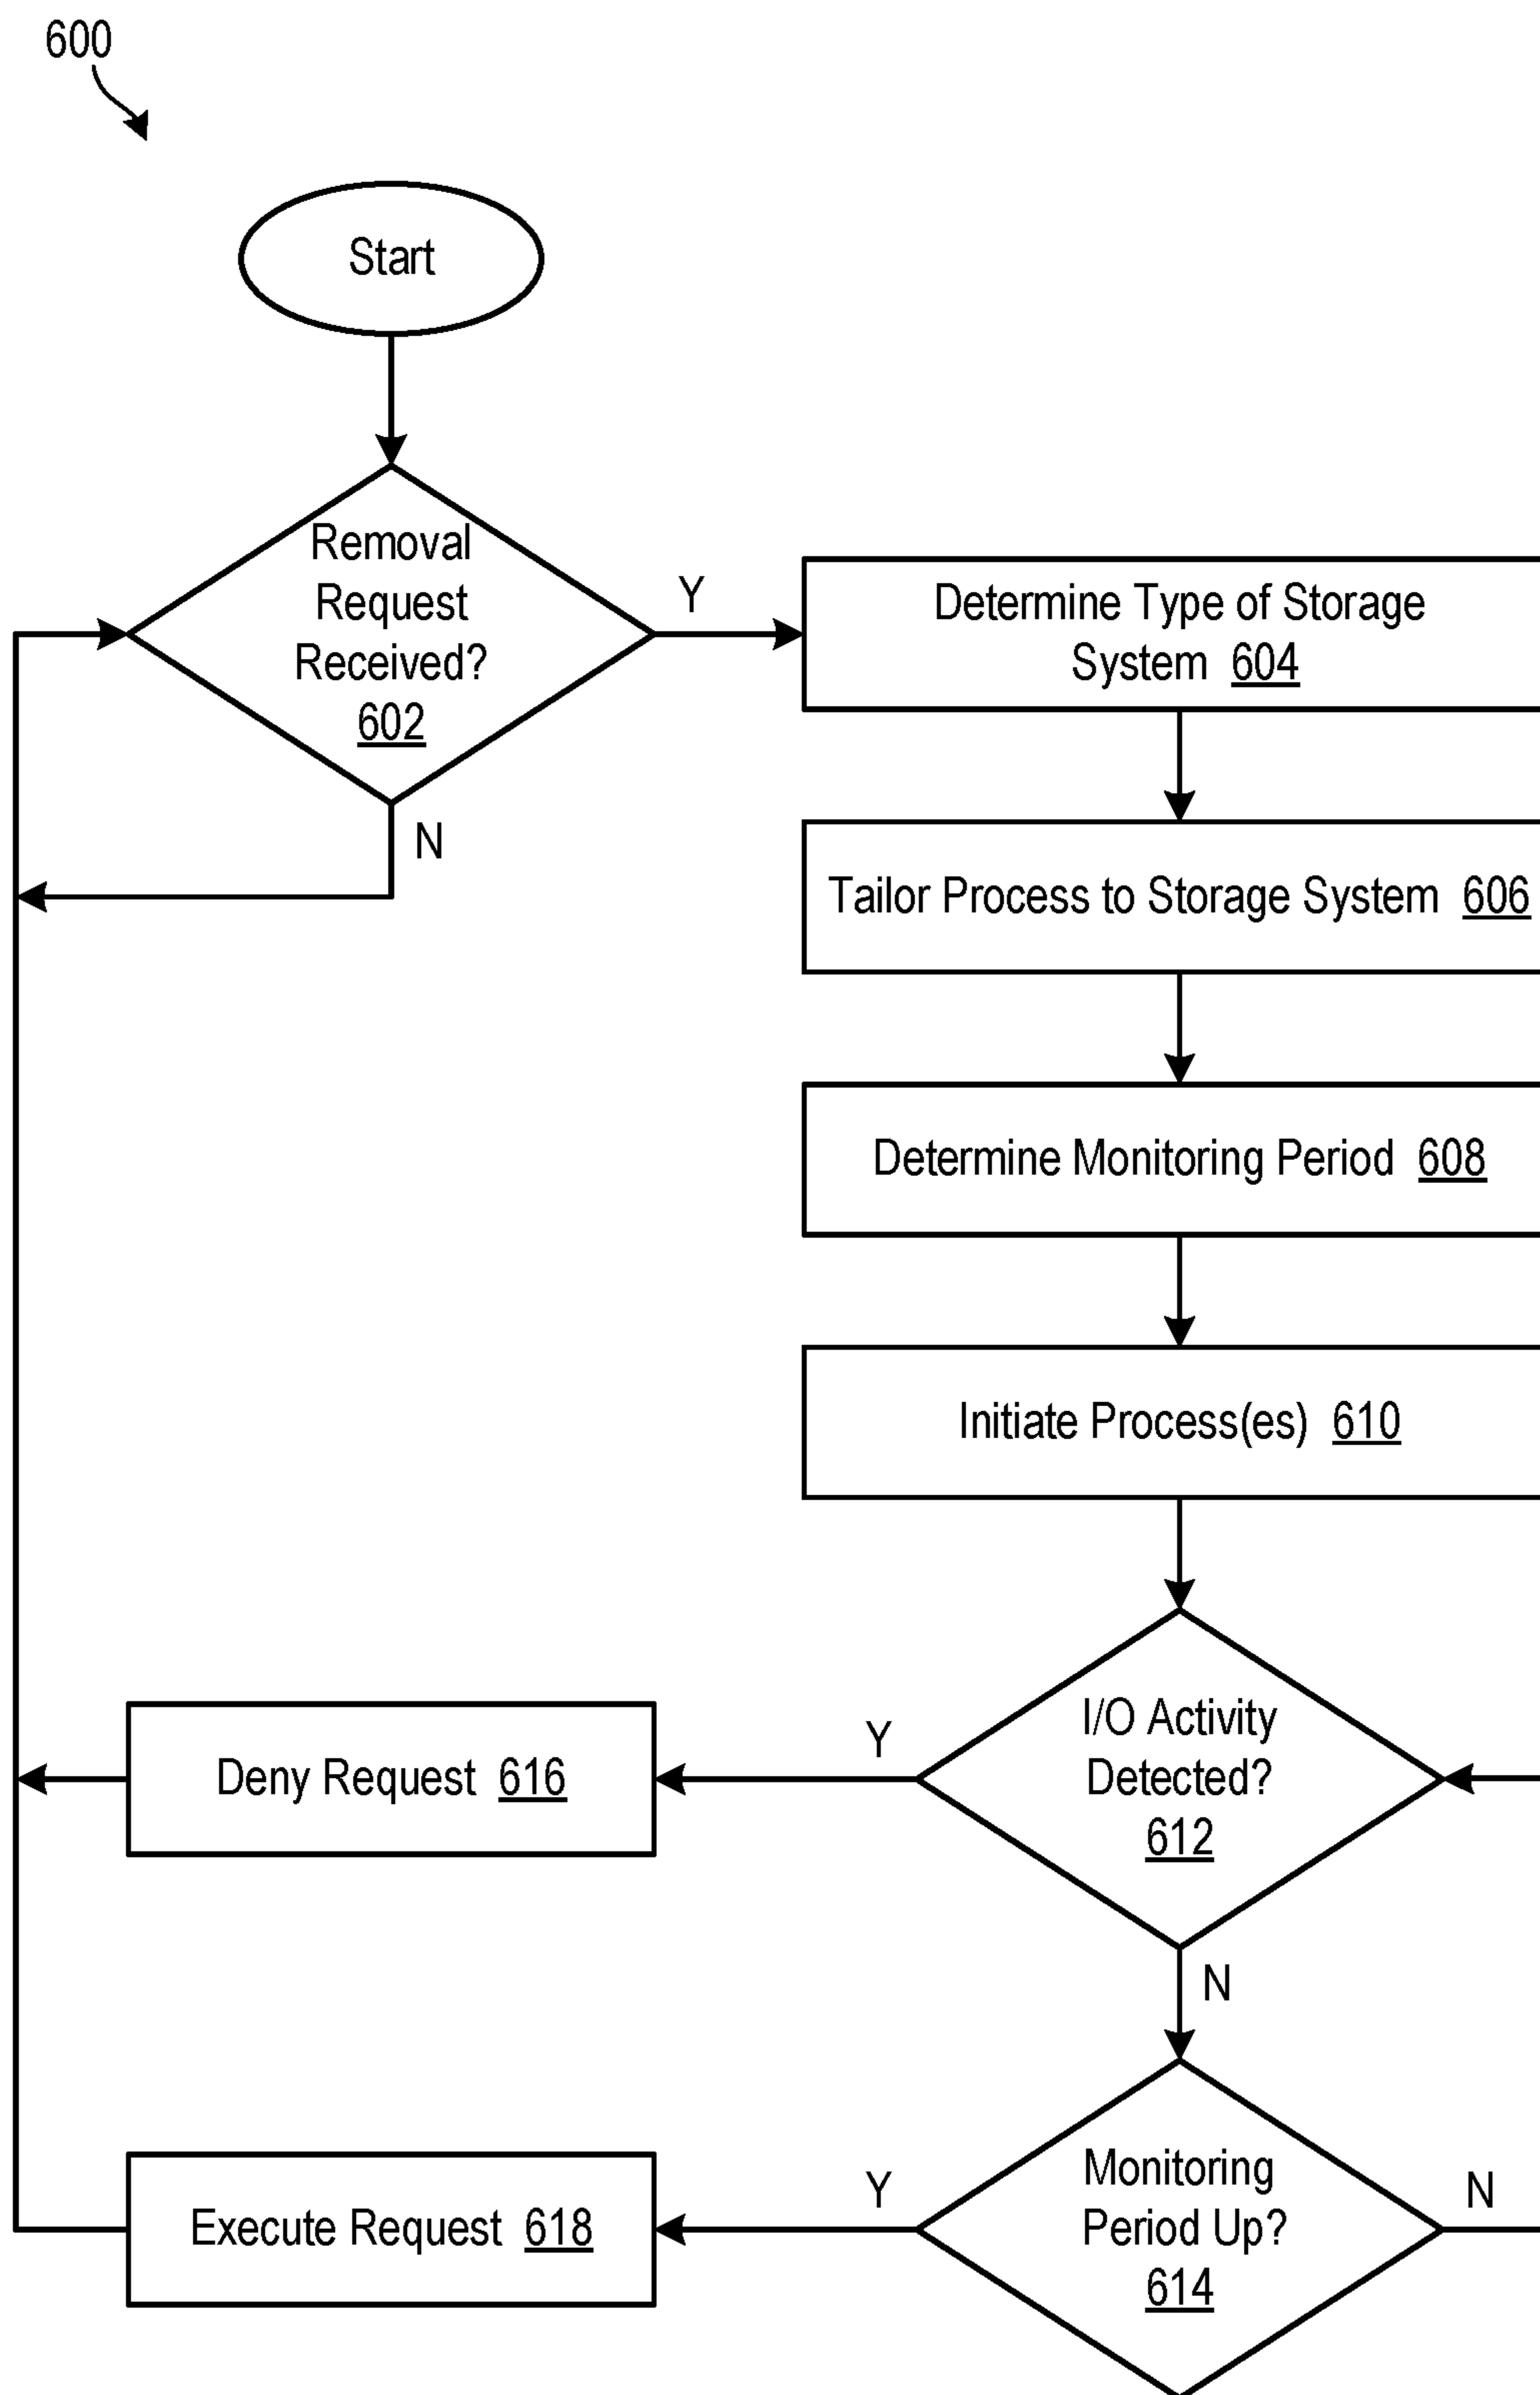 600
Start
Removal
Request
Received?
602
Y
N
Determine Type of Storage
System 604
Tailor Process to Storage System 606
Determine Monitoring Period 608
Initiate Process(es) 610
I/O Activity
Detected?
612
Y
N
Deny Request 616
Monitoring
Period Up?
614
Y
N
Execute Request 618